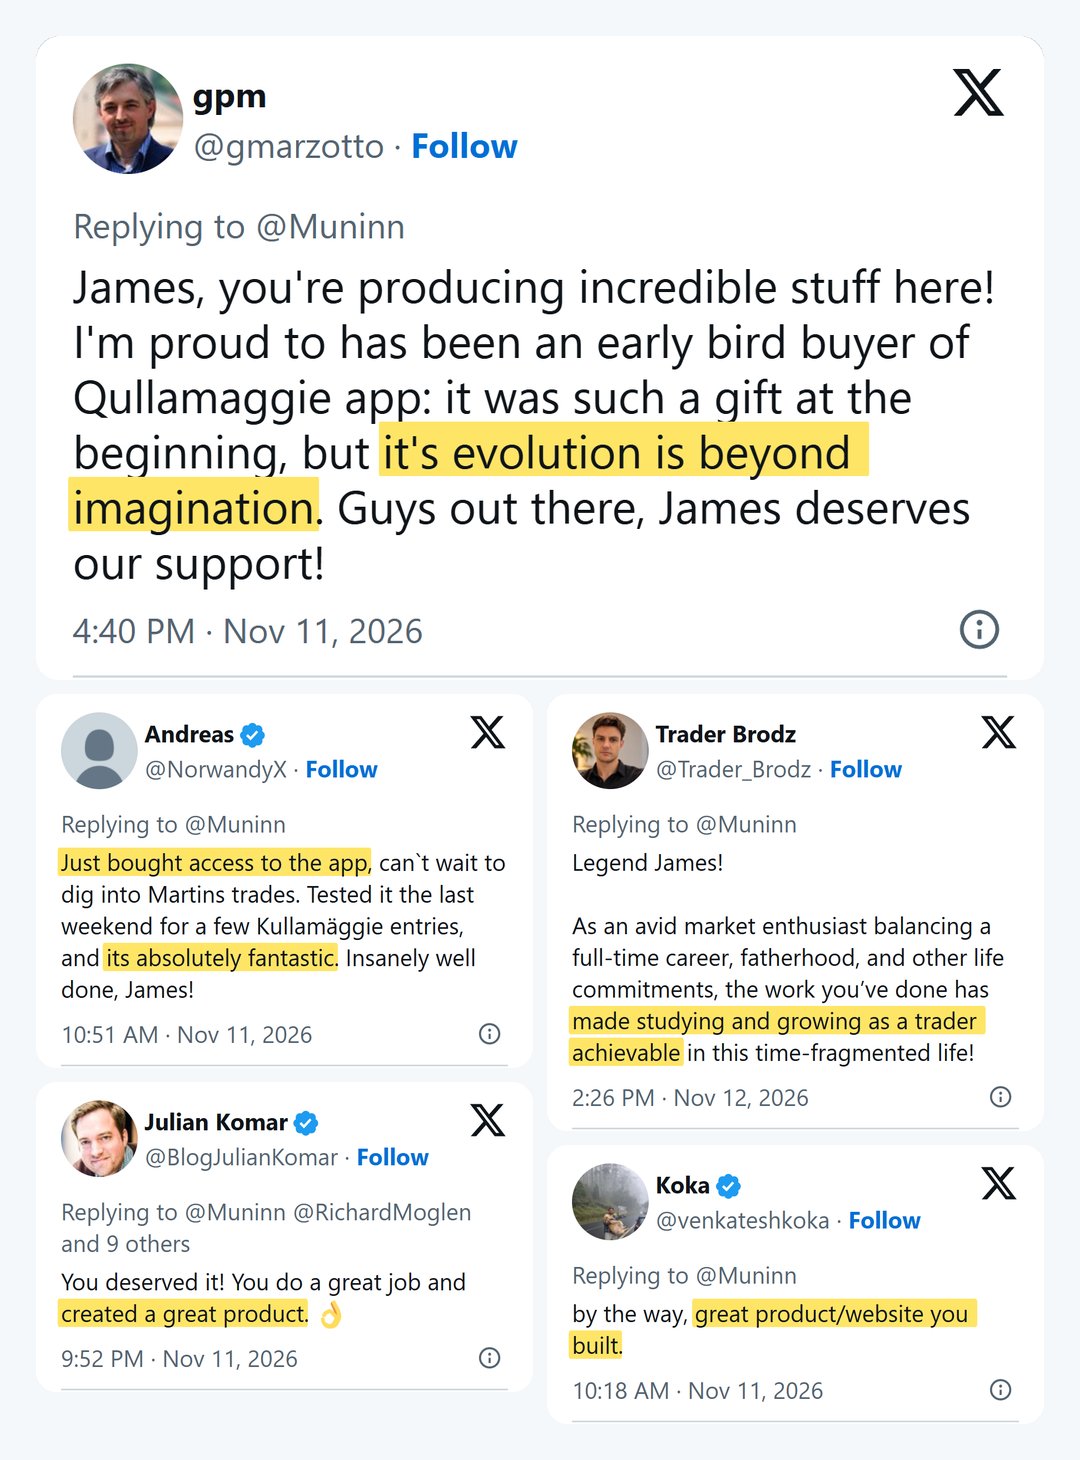 gpm
@gmarzotto · Follow
Replying to @Muninn
James, you're producing incredible stuff here!
I'm proud to has been an early bird buyer of
Qullamaggie app: it was such a gift at the
beginning, but it's evolution is beyond
imagination. Guys out there, James deserves
our support!
4:40 PM · Nov 11, 2026
Andreas
@NorwandyX · Follow
Replying to @Muninn
Just bought access to the app, can`t wait to
dig into Martins trades. Tested it the last
weekend for a few Kullamäggie entries,
and its absolutely fantastic. Insanely well
done, James!
10:51 AM · Nov 11, 2026
Julian Komar
@BlogJulianKomar · Follow
Replying to @Muninn @RichardMoglen
and 9 others
You deserved it! You do a great job and
created a great product. 👌
9:52 PM · Nov 11, 2026
Trader Brodz
@Trader_Brodz · Follow
Replying to @Muninn
Legend James!
As an avid market enthusiast balancing a
full-time career, fatherhood, and other life
commitments, the work you’ve done has
made studying and growing as a trader
achievable in this time-fragmented life!
2:26 PM · Nov 12, 2026
Koka
@venkateshkoka · Follow
Replying to @Muninn
by the way, great product/website you
built.
10:18 AM · Nov 11, 2026